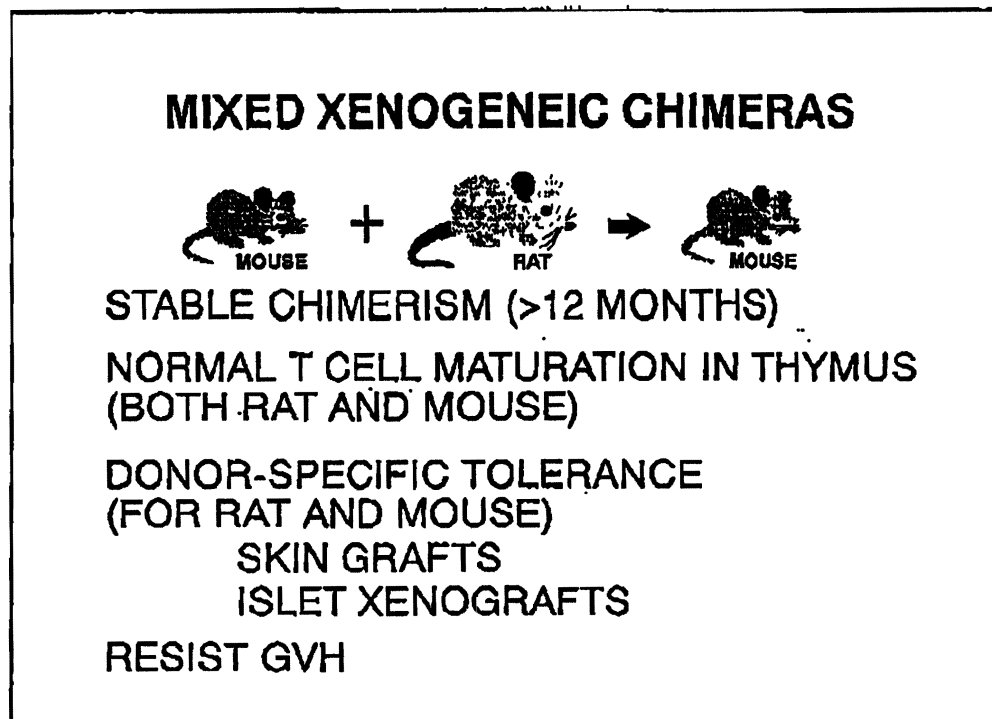 MIXED XENOGENEIC CHIMERAS
+
MOUSE RAT MOUSE
STABLE CHIMERISM (>12 MONTHS)
NORMAL T CELL MATURATION IN THYMUS
(BOTH RAT AND MOUSE)
DONOR-SPECIFIC TOLERANCE
(FOR RAT AND MOUSE)
SKIN GRAFTS
ISLET XENOGRAFTS
RESIST GVH